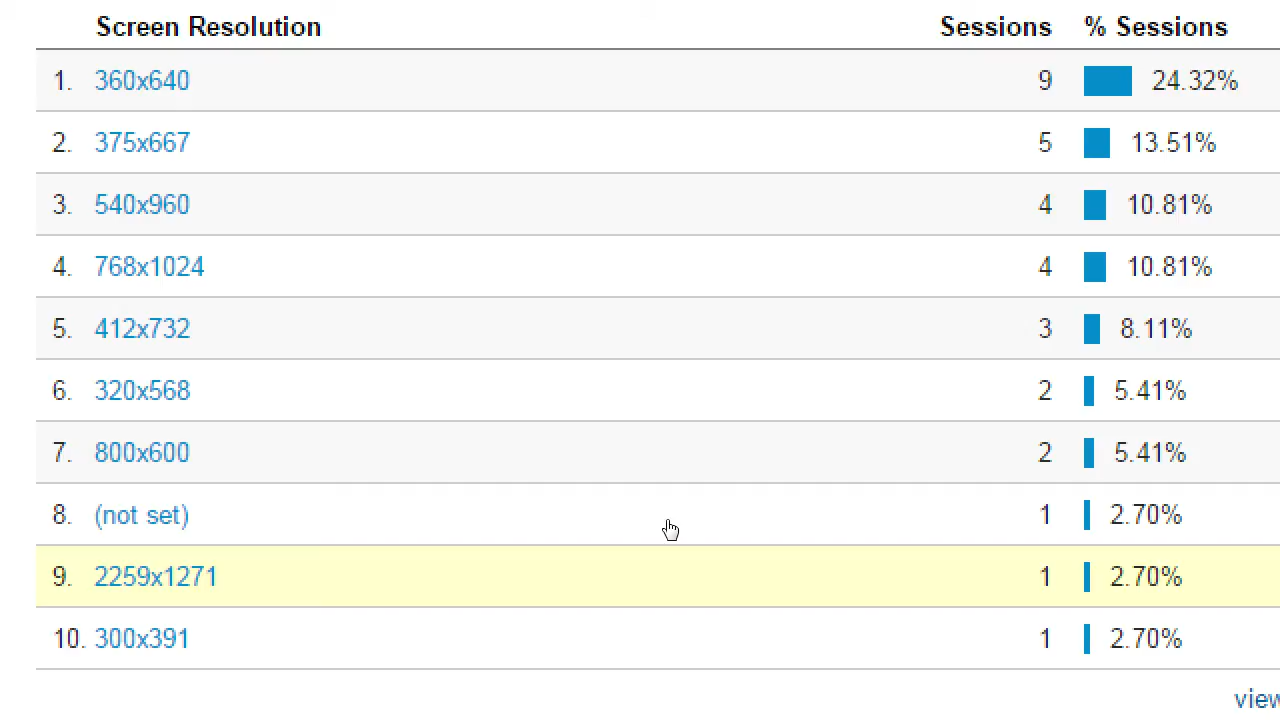 Screen Resolution Sessions % Sessions
1. 360x640 9 24.32%
2. 375x667 5 13.51%
3. 540x960 4 10.81%
4. 768x1024 4 10.81%
5. 412x732 3 8.11%
6. 320x568 2 5.41%
7. 800x600 2 5.41%
8. (not set) 1 2.70%
9. 2259x1271 1 2.70%
10. 300x391 1 2.70%
view